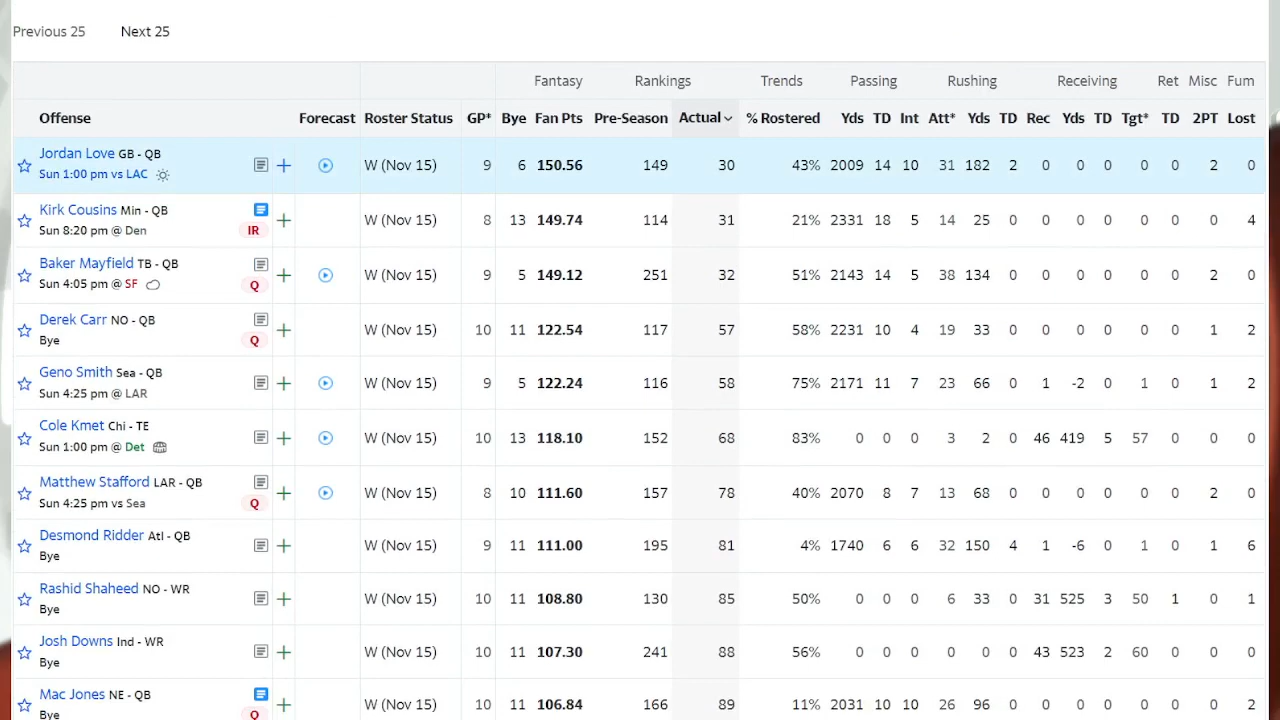 Previous 25 Next 25
Fantasy Rankings Trends Passing Rushing Receiving Ret Misc Fum
Offense Forecast Roster Status GP* Bye Fan Pts Pre-Season Actual % Rostered Yds TD Int Att* Yds TD Rec Yds TD Tgt* TD 2PT Lost
Jordan Love GB - QB
Sun 1:00 pm vs LAC
W (Nov 15) 9 6 150.56 149 30 43% 2009 14 10 31 182 2 0 0 0 0 0 2 0
Kirk Cousins Min - QB
Sun 8:20 pm @ Den IR
W (Nov 15) 8 13 149.74 114 31 21% 2331 18 5 14 25 0 0 0 0 0 0 0 4
Baker Mayfield TB - QB
Sun 4:05 pm @ SF Q
W (Nov 15) 9 5 149.12 251 32 51% 2143 14 5 38 134 0 0 0 0 0 0 2 0
Derek Carr NO - QB
Bye Q
W (Nov 15) 10 11 122.54 117 57 58% 2231 10 4 19 33 0 0 0 0 0 0 1 2
Geno Smith Sea - QB
Sun 4:25 pm @ LAR
W (Nov 15) 9 5 122.24 116 58 75% 2171 11 7 23 66 0 1 -2 0 1 0 1 2
Cole Kmet Chi - TE
Sun 1:00 pm @ Det
W (Nov 15) 10 13 118.10 152 68 83% 0 0 0 3 2 0 46 419 5 57 0 0 0
Matthew Stafford LAR - QB
Sun 4:25 pm vs Sea Q
W (Nov 15) 8 10 111.60 157 78 40% 2070 8 7 13 68 0 0 0 0 0 0 2 0
Desmond Ridder Atl - QB
Bye
W (Nov 15) 9 11 111.00 195 81 4% 1740 6 6 32 150 4 1 -6 0 1 0 1 6
Rashid Shaheed NO - WR
Bye
W (Nov 15) 10 11 108.80 130 85 50% 0 0 0 6 33 0 31 525 3 50 1 0 1
Josh Downs Ind - WR
Bye
W (Nov 15) 10 11 107.30 241 88 56% 0 0 0 0 0 0 43 523 2 60 0 0 0
Mac Jones NE - QB
Bye Q
W (Nov 15) 10 11 106.84 166 89 11% 2031 10 10 26 96 0 0 0 0 0 0 0 2